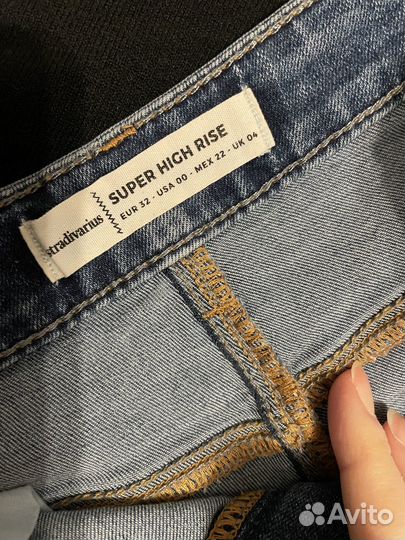 stradivarius
SUPER HIGH RISE
EUR 32 · USA 00 · MEX 22 · UK 04
Avito